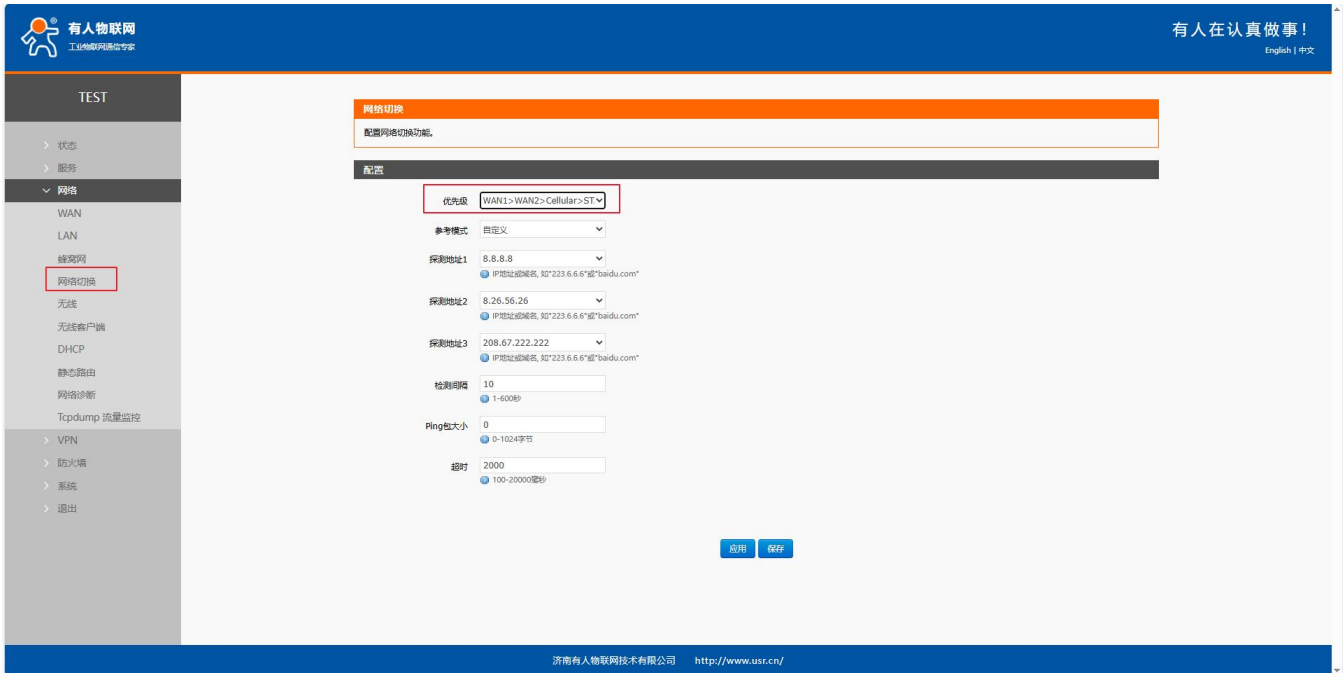 有人物联网
工业物联网通信专家
有人在认真做事！
English | 中文
TEST
状态
服务
网络
WAN
LAN
蜂窝网
网络切换
无线
无线客户端
DHCP
静态路由
网络诊断
Tcpdump 流量监控
VPN
防火墙
系统
退出
网络切换
配置网络切换功能。
配置
优先级 WAN1>WAN2>Cellular>ST
参考模式 自定义
探测地址1 8.8.8.8
IP地址或域名, 如"223.6.6.6"或"baidu.com"
探测地址2 8.26.56.26
IP地址或域名, 如"223.6.6.6"或"baidu.com"
探测地址3 208.67.222.222
IP地址或域名, 如"223.6.6.6"或"baidu.com"
检测间隔 10
1-600秒
Ping包大小 0
0-1024字节
超时 2000
100-20000毫秒
应用 保存
济南有人物联网技术有限公司 http://www.usr.cn/